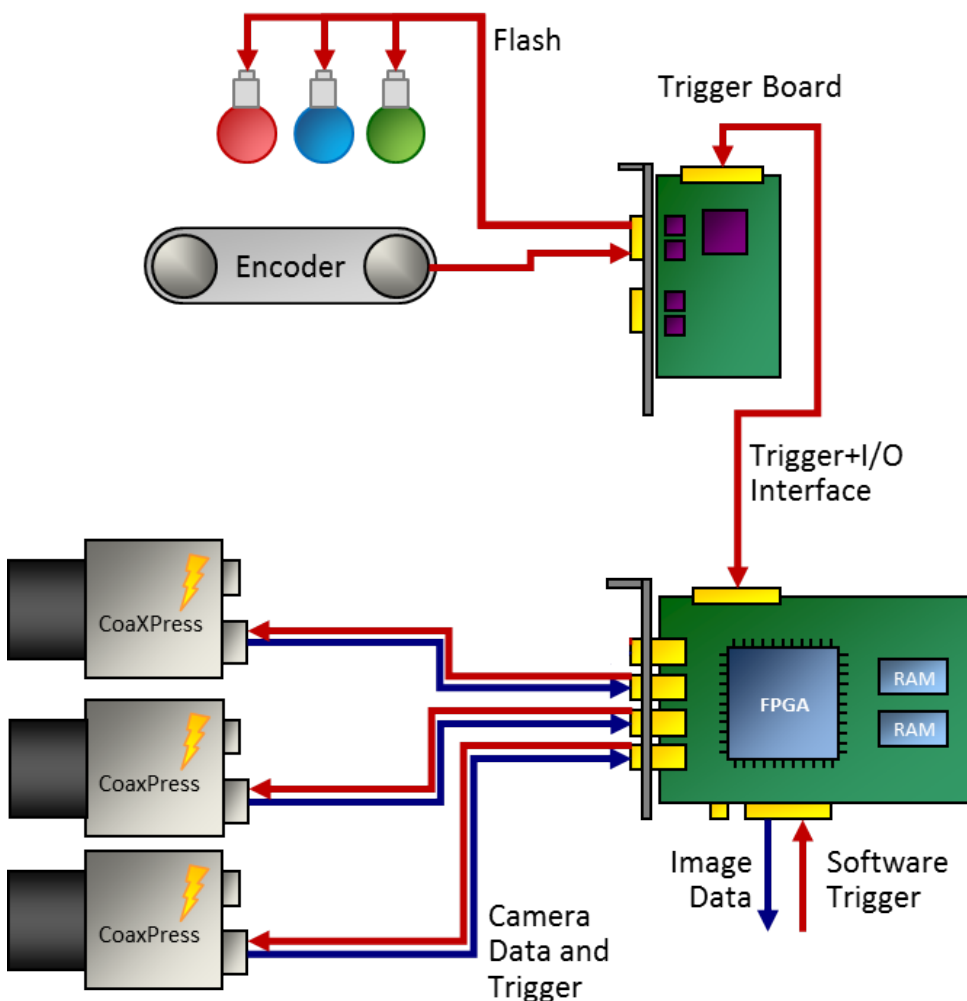 Flash
Trigger Board
Encoder
Trigger+I/O
Interface
CoaXPress
RAM
FPGA
RAM
CoaxPress
CoaxPress
Image
Data
Software
Trigger
Camera
Data and
Trigger